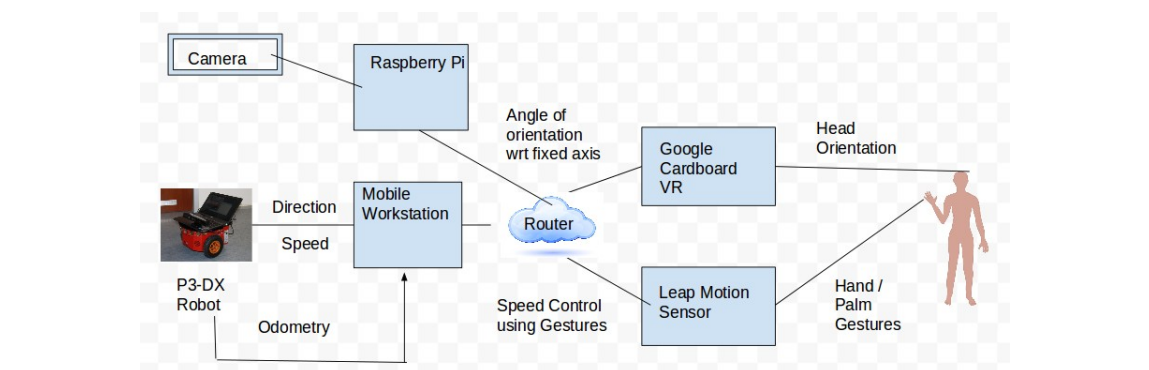 Camera
Raspberry Pi
Angle of
orientation
wrt fixed axis
Google
Cardboard
VR
Head
Orientation
Direction
Speed
Mobile
Workstation
Router
P3-DX
Robot
Odometry
Speed Control
using Gestures
Leap Motion
Sensor
Hand /
Palm
Gestures